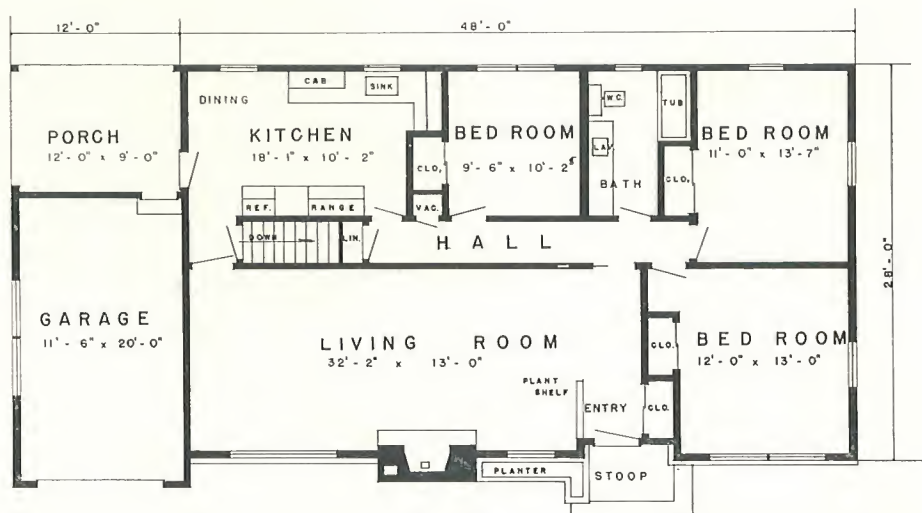 12'-0"
48'-0"
DINING
CAB
SINK
W.C.
TUB
PORCH
12'-0" x 9'-0"
KITCHEN
18'-1" x 10'-2"
BED ROOM
9'-6" x 10'-2"
BED ROOM
11'-0" x 13'-7"
CLO,
LAV
BATH
CLO,
REF.
RANGE
VAC.
DOWN
LIN.
HALL
28'-0"
GARAGE
11'-6" x 20'-0"
LIVING ROOM
32'-2" x 13'-0"
CLO.
BED ROOM
12'-0" x 13'-0"
PLANT
SHELF
ENTRY
CLO.
PLANTER
STOOP